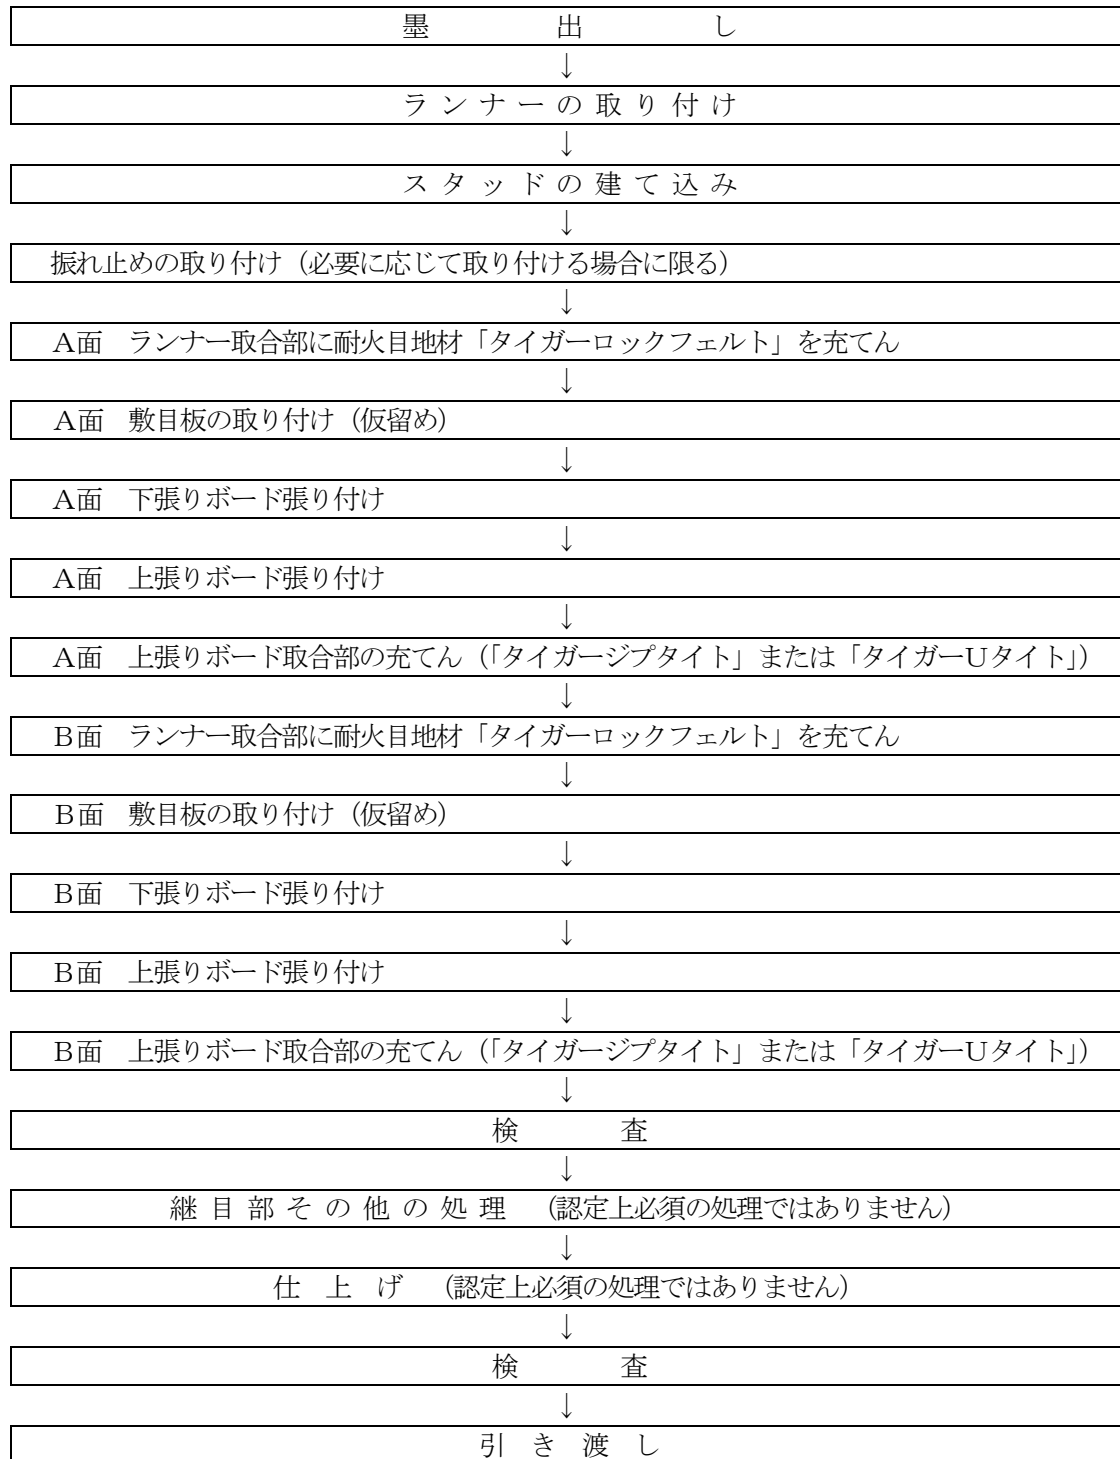 墨出し
↓
ランナーの取り付け
↓
スタッドの建て込み
↓
振れ止めの取り付け（必要に応じて取り付ける場合に限る）
↓
Ａ面　ランナー取合部に耐火目地材「タイガーロックフェルト」を充てん
↓
Ａ面　敷目板の取り付け（仮留め）
↓
Ａ面　下張りボード張り付け
↓
Ａ面　上張りボード張り付け
↓
Ａ面　上張りボード取合部の充てん（「タイガージプタイト」または「タイガーＵタイト」）
↓
Ｂ面　ランナー取合部に耐火目地材「タイガーロックフェルト」を充てん
↓
Ｂ面　敷目板の取り付け（仮留め）
↓
Ｂ面　下張りボード張り付け
↓
Ｂ面　上張りボード張り付け
↓
Ｂ面　上張りボード取合部の充てん（「タイガージプタイト」または「タイガーＵタイト」）
↓
検査
↓
継目部その他の処理　（認定上必須の処理ではありません）
↓
仕上げ　（認定上必須の処理ではありません）
↓
検査
↓
引き渡し